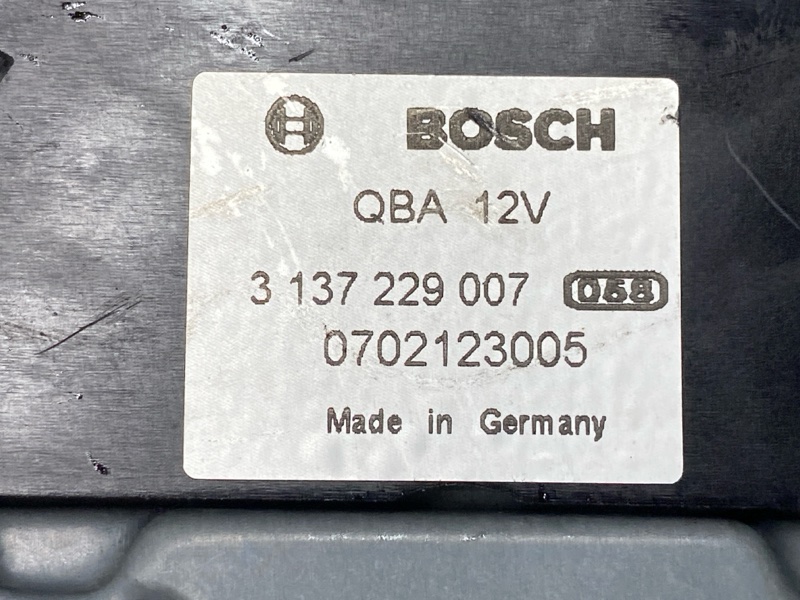 BOSCH
QBA 12V
3 137 229 007 058
0702123005
Made in Germany